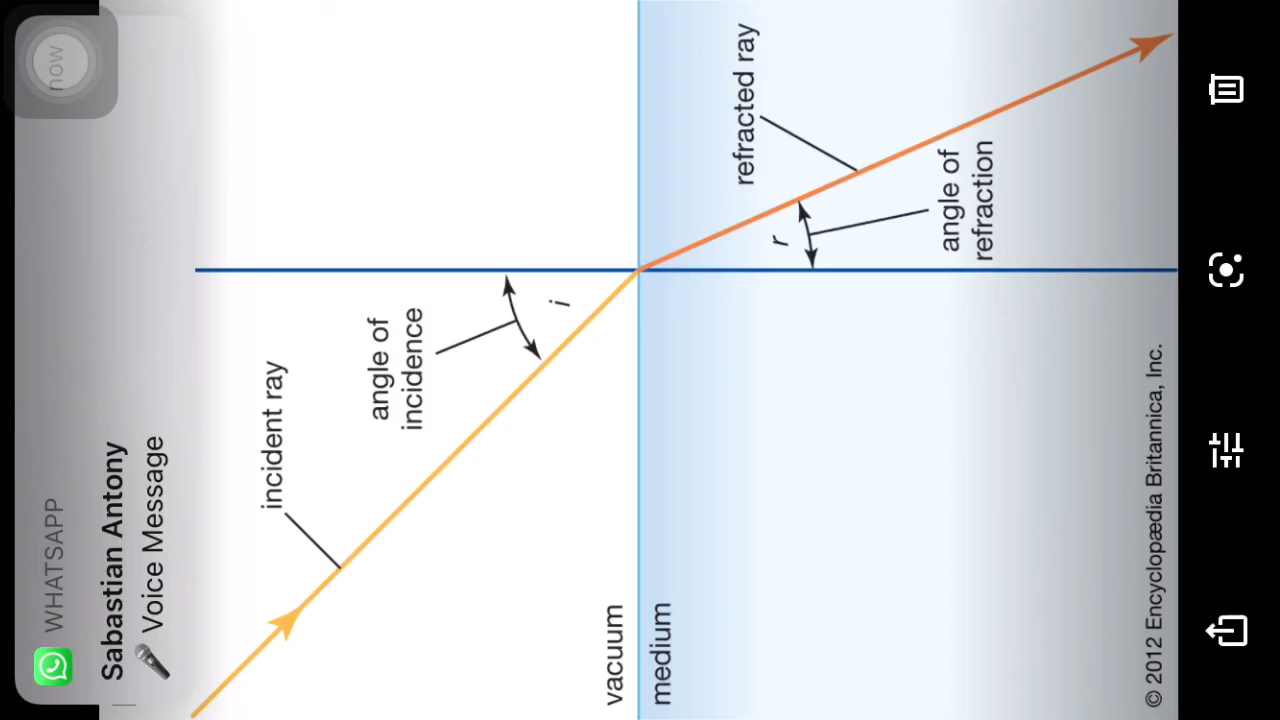 WHATSAPP
now
Sabastian Antony
🎤 Voice Message
incident ray
angle of
incidence
i
vacuum
medium
r
refracted ray
angle of
refraction
© 2012 Encyclopædia Britannica, Inc.